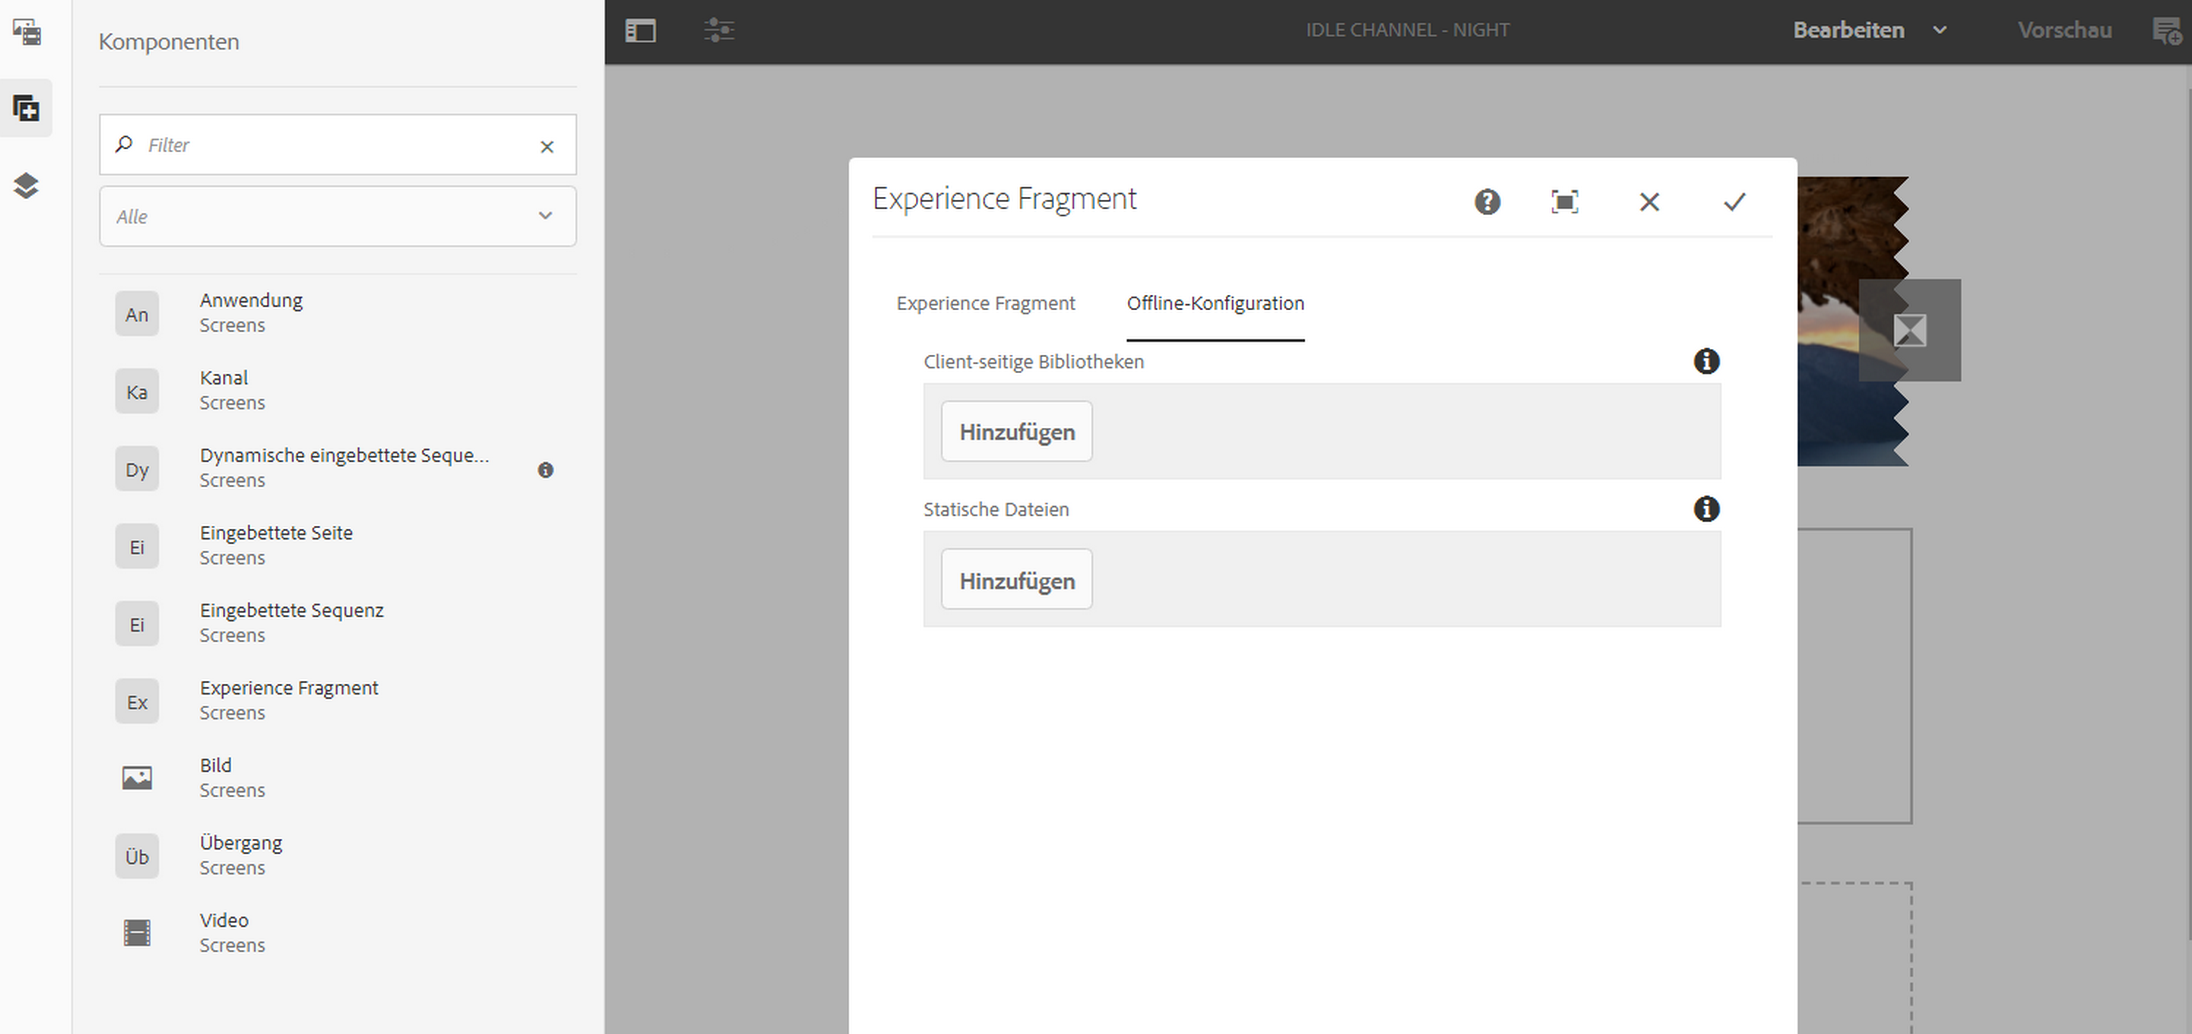 Komponenten
Filter
Alle
An
Anwendung
Screens
Ka
Kanal
Screens
Dy
Dynamische eingebettete Seque...
Screens
Ei
Eingebettete Seite
Screens
Ei
Eingebettete Sequenz
Screens
Ex
Experience Fragment
Screens
Bild
Screens
Üb
Übergang
Screens
Video
Screens
IDLE CHANNEL - NIGHT
Bearbeiten
Vorschau
Experience Fragment
Experience Fragment
Offline-Konfiguration
Client-seitige Bibliotheken
Hinzufügen
Statische Dateien
Hinzufügen